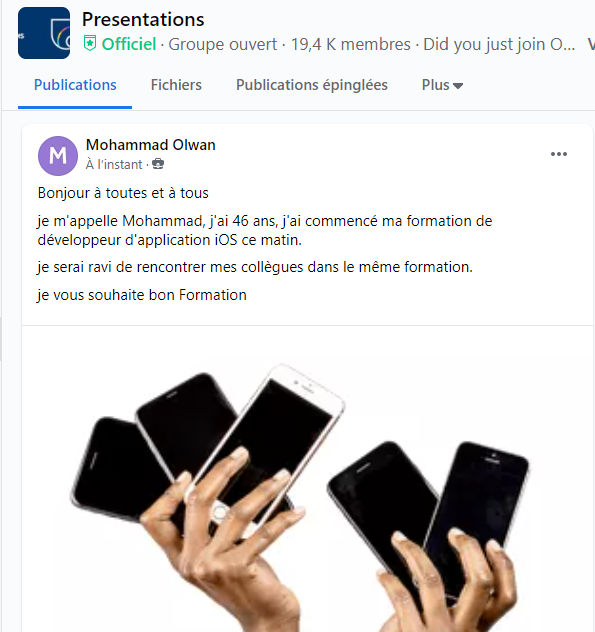 Presentations
Officiel · Groupe ouvert · 19,4 K membres · Did you just join O...
Publications Fichiers Publications épinglées Plus
M
Mohammad Olwan
À l'instant ·
Bonjour à toutes et à tous
je m'appelle Mohammad, j'ai 46 ans, j'ai commencé ma formation de
développeur d'application iOS ce matin.
je serai ravi de rencontrer mes collègues dans le même formation.
je vous souhaite bon Formation